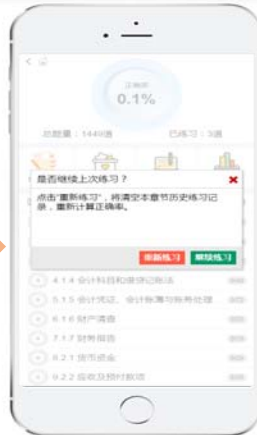 正确率
0.1%
总题量：1449道
已练习：3道
是否继续上次练习？
点击"重新练习"，将清空本章节历史练习记
录，重新计算正确率。
重新练习
继续练习
4.1 4 会计科目和借贷记账法
5.1 5 会计凭证、会计账簿与账务处理
6.1 6 财产清查
7.1 7 财务报告
8.2 1 货币资金
9.2 2 应收及预付款项